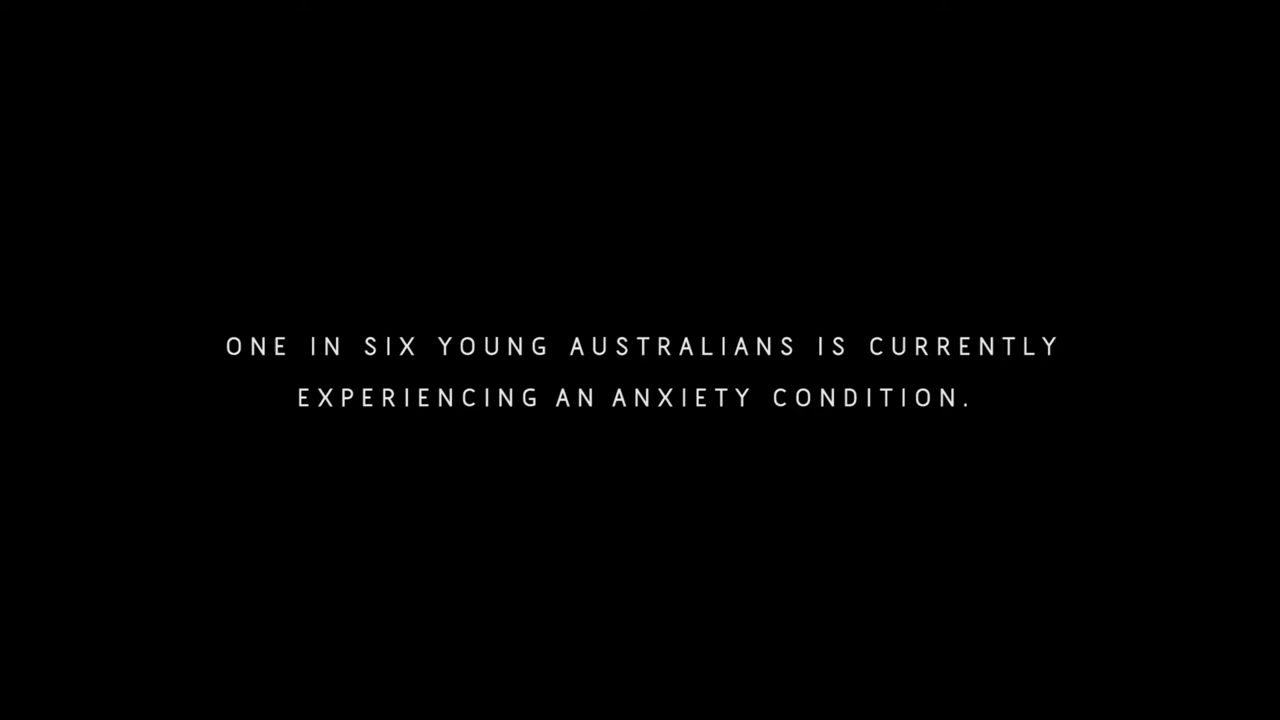 ONE IN SIX YOUNG AUSTRALIANS IS CURRENTLY
EXPERIENCING AN ANXIETY CONDITION.